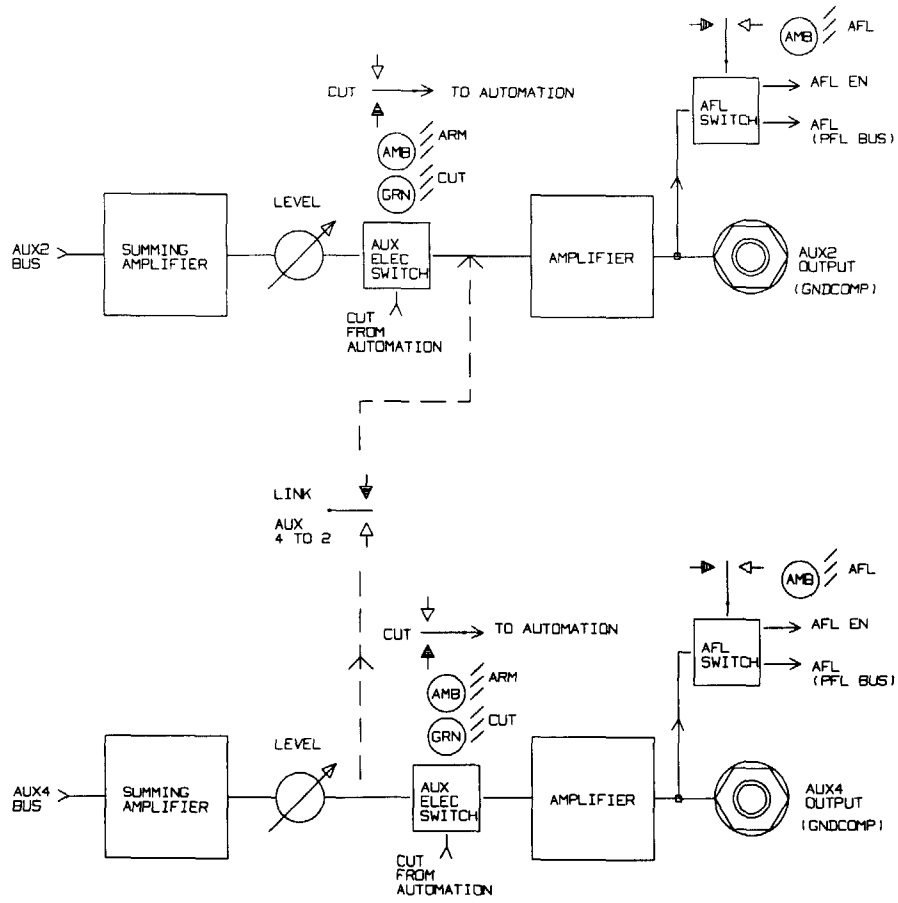 AMB AFL
CUT TO AUTOMATION
AFL EN
AFL
SWITCH
AFL
(PFL BUS)
AMB ARM
GRN CUT
LEVEL
AUX2
BUS
SUMMING
AMPLIFIER
AUX
ELEC
SWITCH
AMPLIFIER
AUX2
OUTPUT
(GNDCOMP)
CUT
FROM
AUTOMATION
LINK
AUX
4 TO 2
AMB AFL
CUT TO AUTOMATION
AFL EN
AFL
SWITCH
AFL
(PFL BUS)
AMB ARM
GRN CUT
LEVEL
AUX4
BUS
SUMMING
AMPLIFIER
AUX
ELEC
SWITCH
AMPLIFIER
AUX4
OUTPUT
(GNDCOMP)
CUT
FROM
AUTOMATION